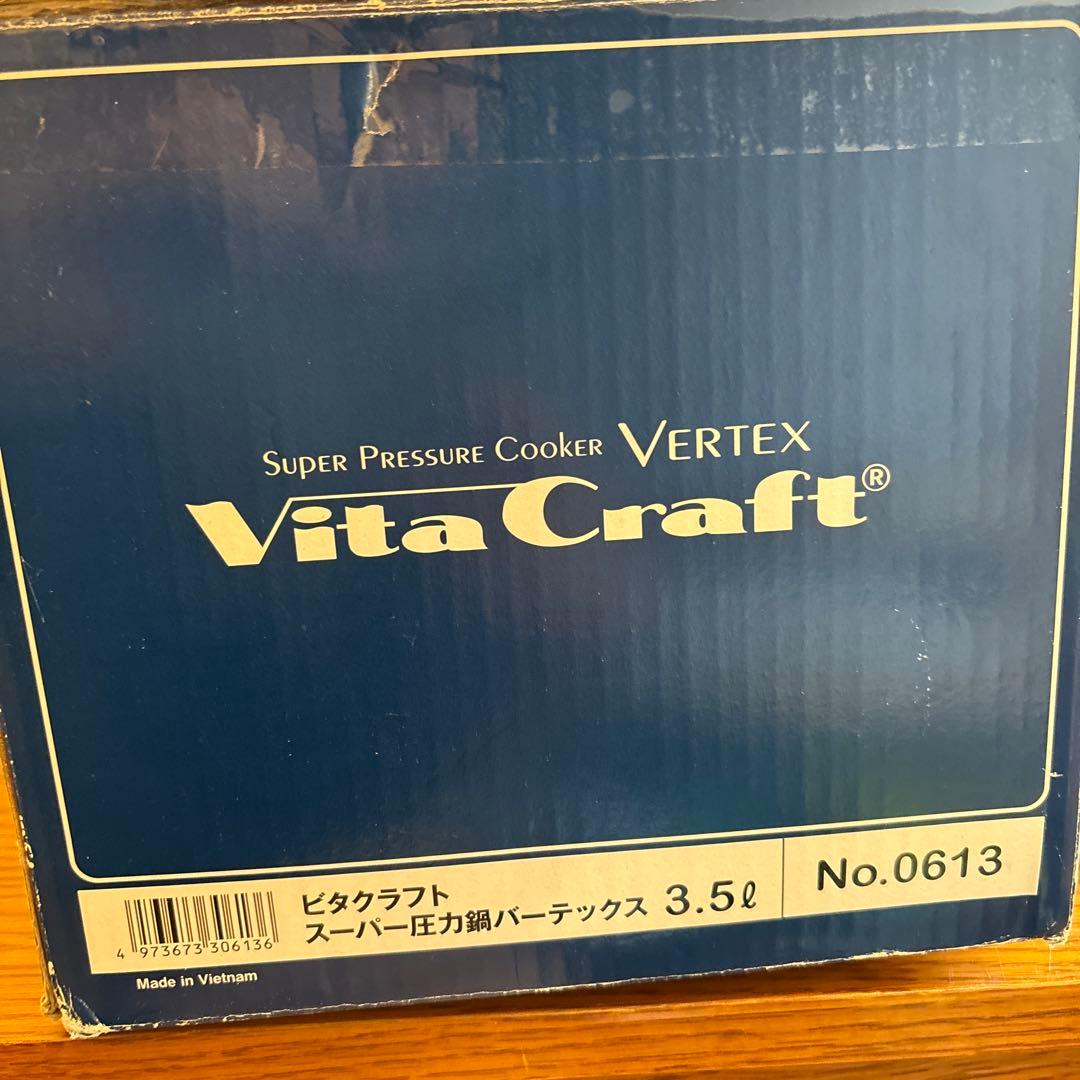 SUPER PRESSURE COOKER VERTEX
Vita Craft®
ビタクラフト
スーパー圧力鍋バーテックス 3.5ℓ
No.0613
4 973673 306136
Made in Vietnam